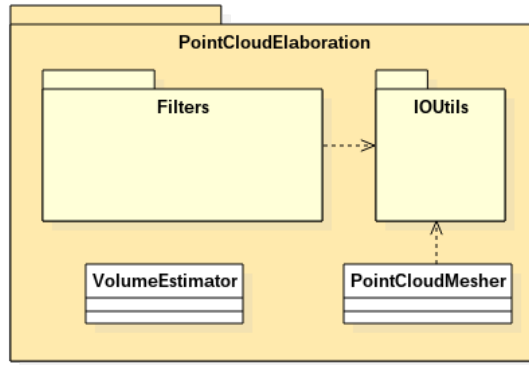 PointCloudElaboration
Filters
IOUtils
VolumeEstimator
PointCloudMesher